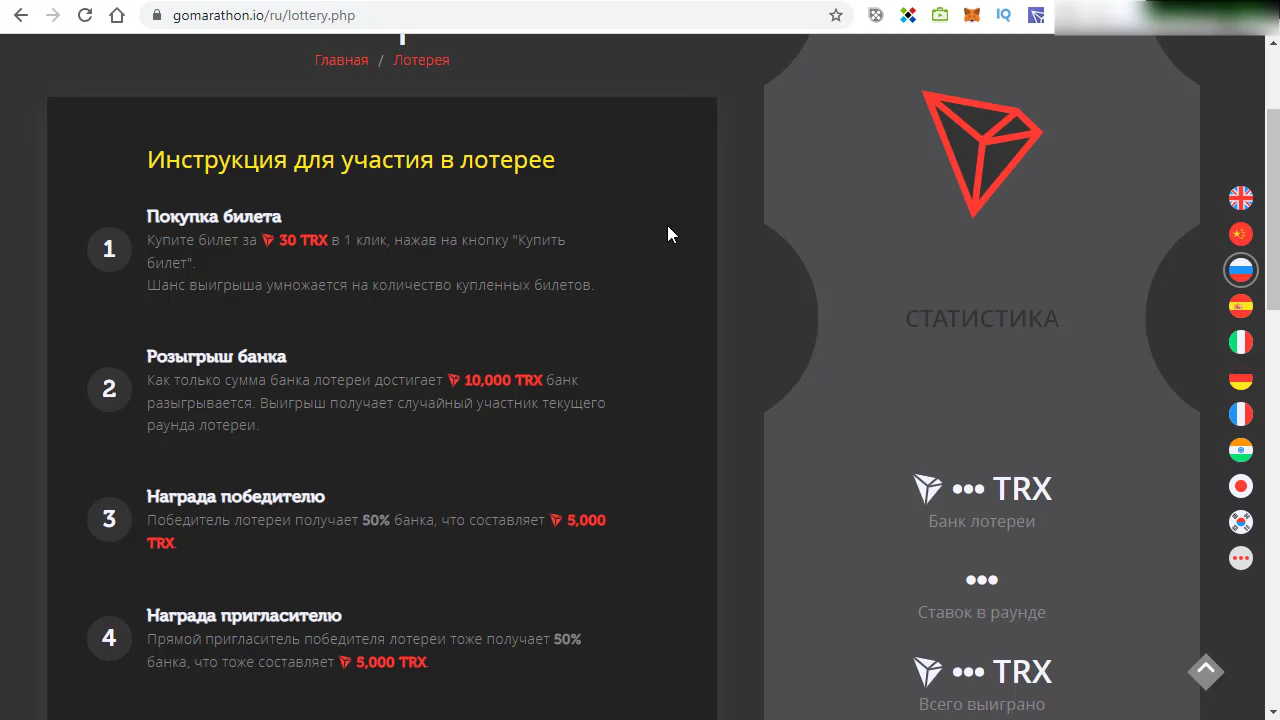 gomarathon.io/ru/lottery.php
Главная / Лотерея
Инструкция для участия в лотерее
1
Покупка билета
Купите билет за 30 TRX в 1 клик, нажав на кнопку "Купить
билет".
Шанс выигрыша умножается на количество купленных билетов.
2
Розыгрыш банка
Как только сумма банка лотереи достигает 10,000 TRX банк
разыгрывается. Выигрыш получает случайный участник текущего
раунда лотереи.
3
Награда победителю
Победитель лотереи получает 50% банка, что составляет 5,000
TRX.
4
Награда пригласителю
Прямой пригласитель победителя лотереи тоже получает 50%
банка, что тоже составляет 5,000 TRX
СТАТИСТИКА
••• TRX
Банк лотереи
•••
Ставок в раунде
••• TRX
Всего выиграно
IQ